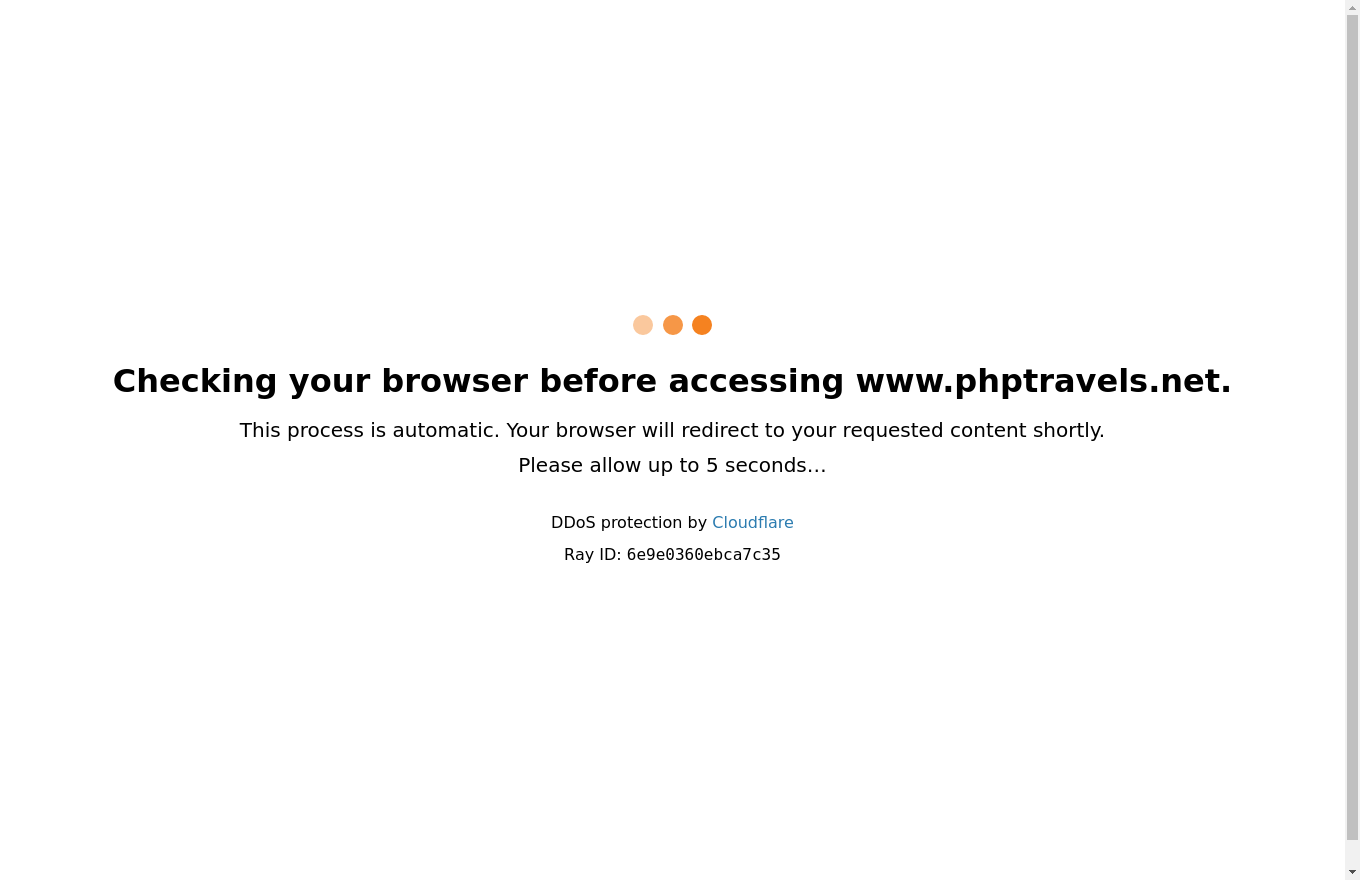 Checking your browser before accessing www.phptravels.net.
This process is automatic. Your browser will redirect to your requested content shortly.
Please allow up to 5 seconds…
DDoS protection by Cloudflare
Ray ID: 6e9e0360ebca7c35